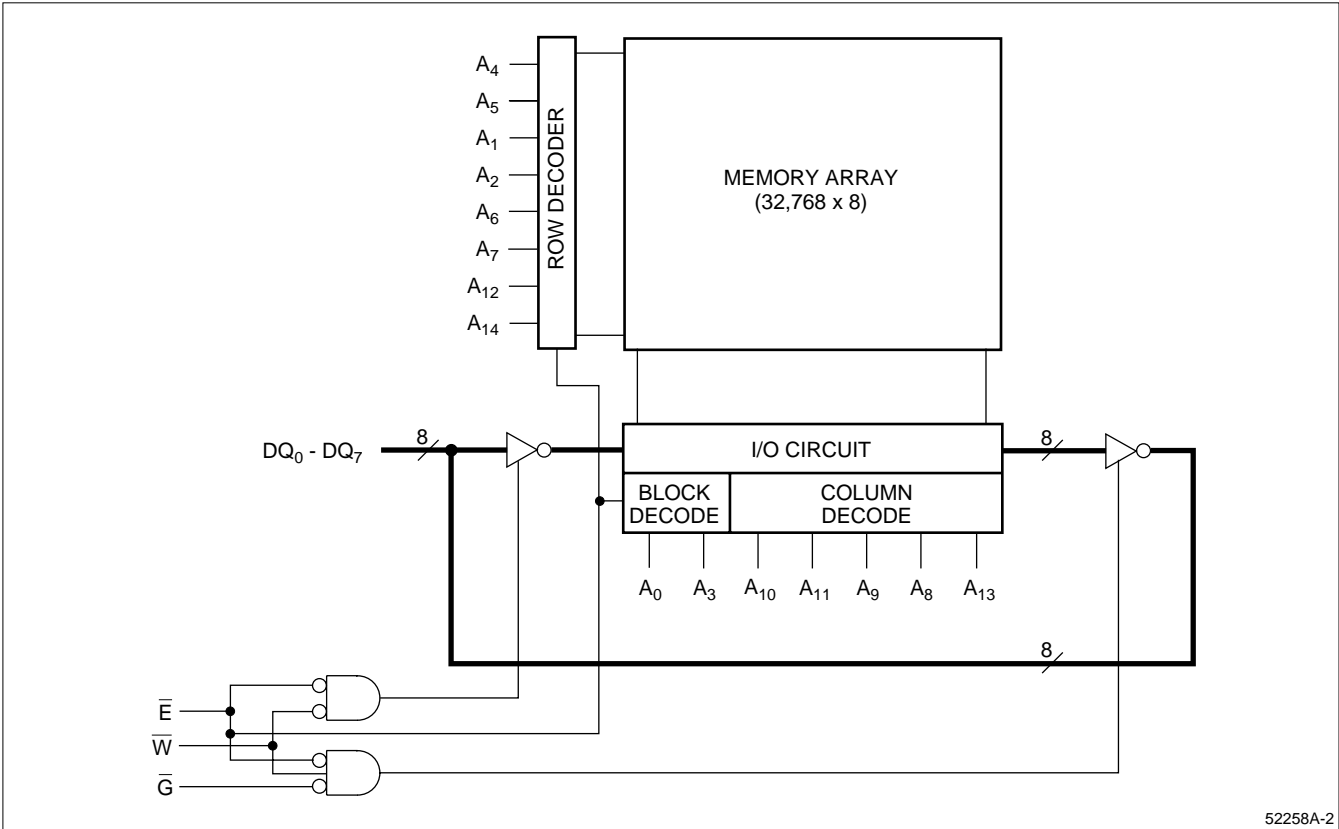 A4
A5
A1
A2
A6
A7
A12
A14
ROW DECODER
MEMORY ARRAY
(32,768 x 8)
DQ0 - DQ7
8
I/O CIRCUIT
8
BLOCK
DECODE
COLUMN
DECODE
A0 A3 A10 A11 A9 A8 A13
8
E̅
W̅
G̅
52258A-2